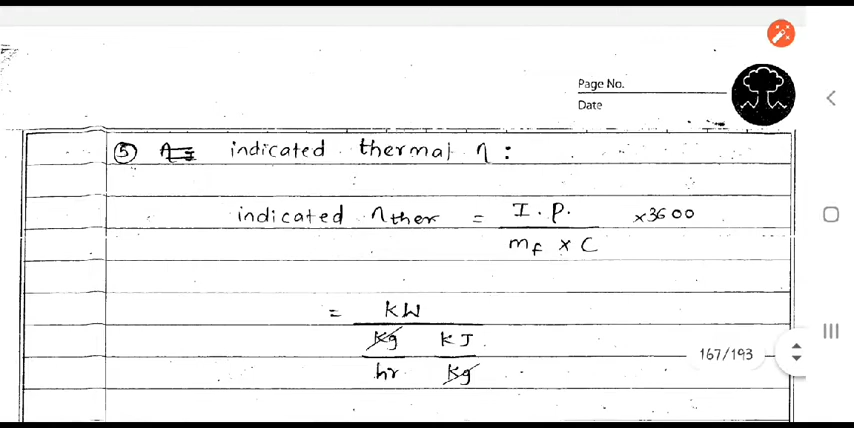 Page No.
Date
⑤ indicated thermal η :
indicated ηther = I.P. / mf × C ×3600
= kW
kg kJ
hr kg
167/193